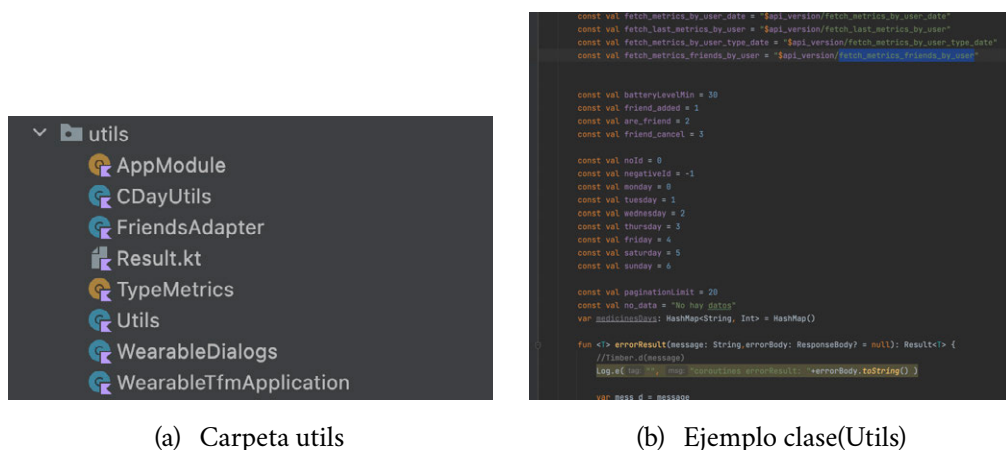 utils
AppModule
CDayUtils
FriendsAdapter
Result.kt
TypeMetrics
Utils
WearableDialogs
WearableTfmApplication
(a) Carpeta utils
const val fetch_metrics_by_user_date = "$api_version/fetch_metrics_by_user_date"
const val fetch_last_metrics_by_user = "$api_version/fetch_last_metrics_by_user"
const val fetch_metrics_by_user_type_date = "$api_version/fetch_metrics_by_user_type_date"
const val fetch_metrics_friends_by_user = "$api_version/fetch_metrics_friends_by_user"
const val batteryLevelMin = 30
const val friend_added = 1
const val are_friend = 2
const val friend_cancel = 3
const val noId = 0
const val negativeId = -1
const val monday = 0
const val tuesday = 1
const val wednesday = 2
const val thursday = 3
const val friday = 4
const val saturday = 5
const val sunday = 6
const val paginationLimit = 20
const val no_data = "No hay datos"
var medicinesDays: HashMap<String, Int> = HashMap()
fun <T> errorResult(message: String,errorBody: ResponseBody? = null): Result<T> {
//Timber.d(message)
Log.e( tag: "", msg: "coroutines errorResult: "+errorBody.toString() )
var mess_d = message
(b) Ejemplo clase(Utils)